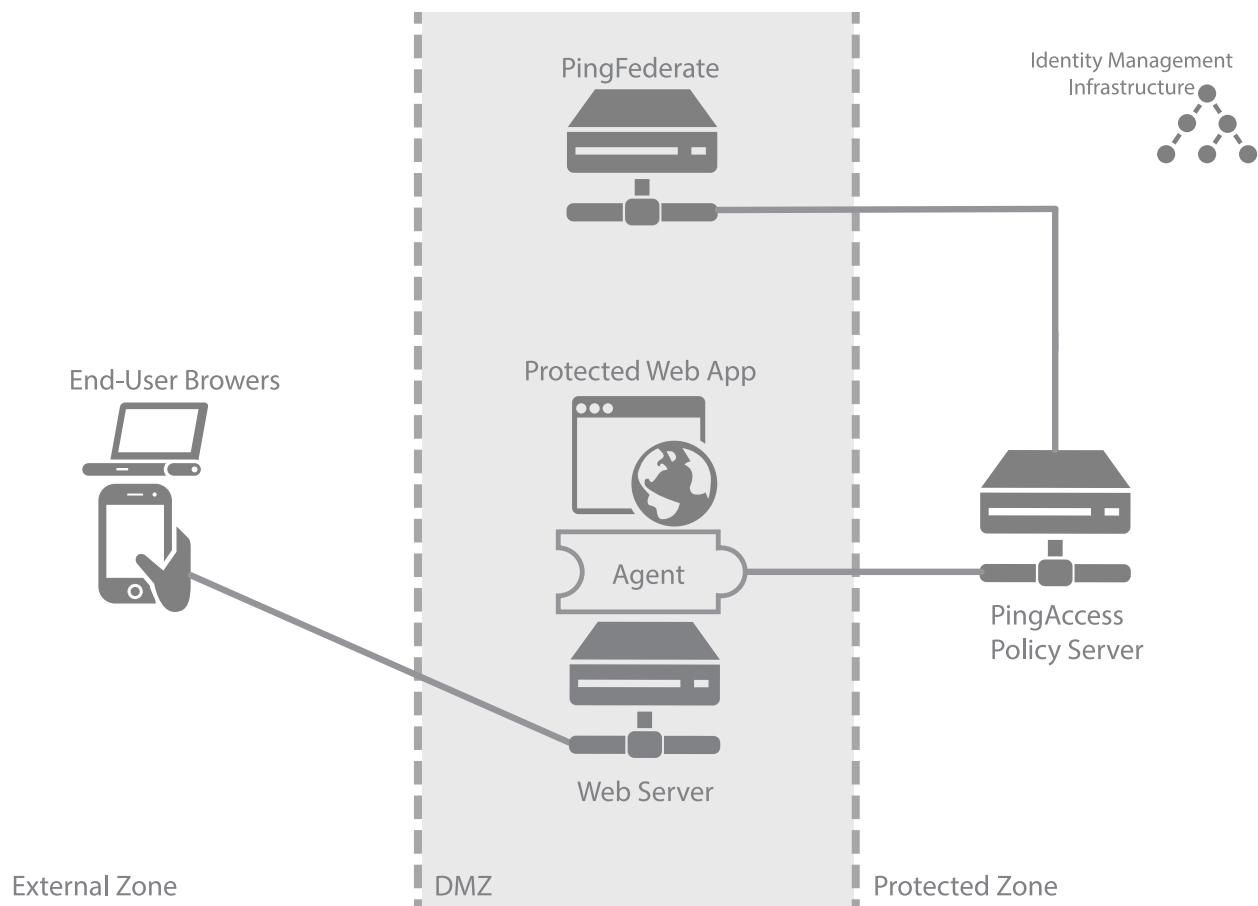 PingFederate
Identity Management
Infrastructure
End-User Browers
Protected Web App
Agent
PingAccess
Policy Server
Web Server
External Zone
DMZ
Protected Zone